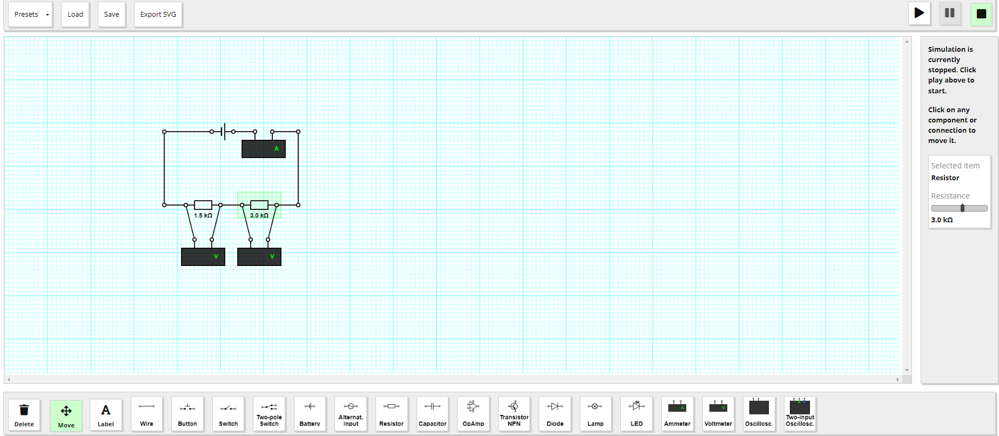 Presets
Load
Save
Export SVG
Simulation is
currently
stopped. Click
play above to
start.
Click on any
component or
connection to
move it.
Selected item
Resistor
Resistance
3.0 kΩ
A
1.5 kΩ
3.0 kΩ
V
V
Delete
Move
A
Label
Wire
Button
Switch
Two-pole
Switch
Battery
Alternat.
Input
Resistor
Capacitor
OpAmp
Transistor
NPN
Diode
Lamp
LED
A
Ammeter
V
Voltmeter
Oscillosc.
Two-input
Oscillosc.